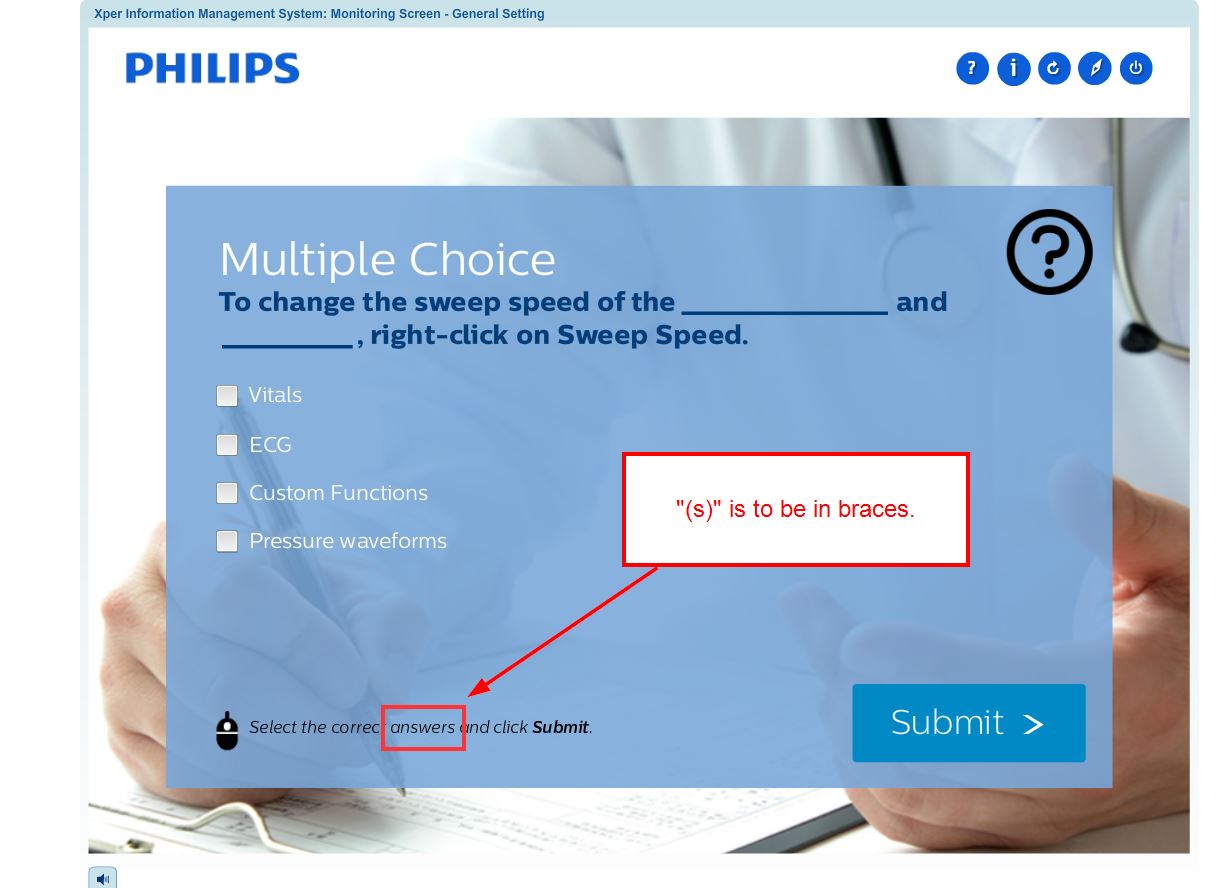 Xper Information Management System: Monitoring Screen - General Setting
PHILIPS
Multiple Choice
To change the sweep speed of the ______________ and
_________, right-click on Sweep Speed.
Vitals
ECG
Custom Functions
Pressure waveforms
"(s)" is to be in braces.
Select the correct answers and click Submit.
Submit >